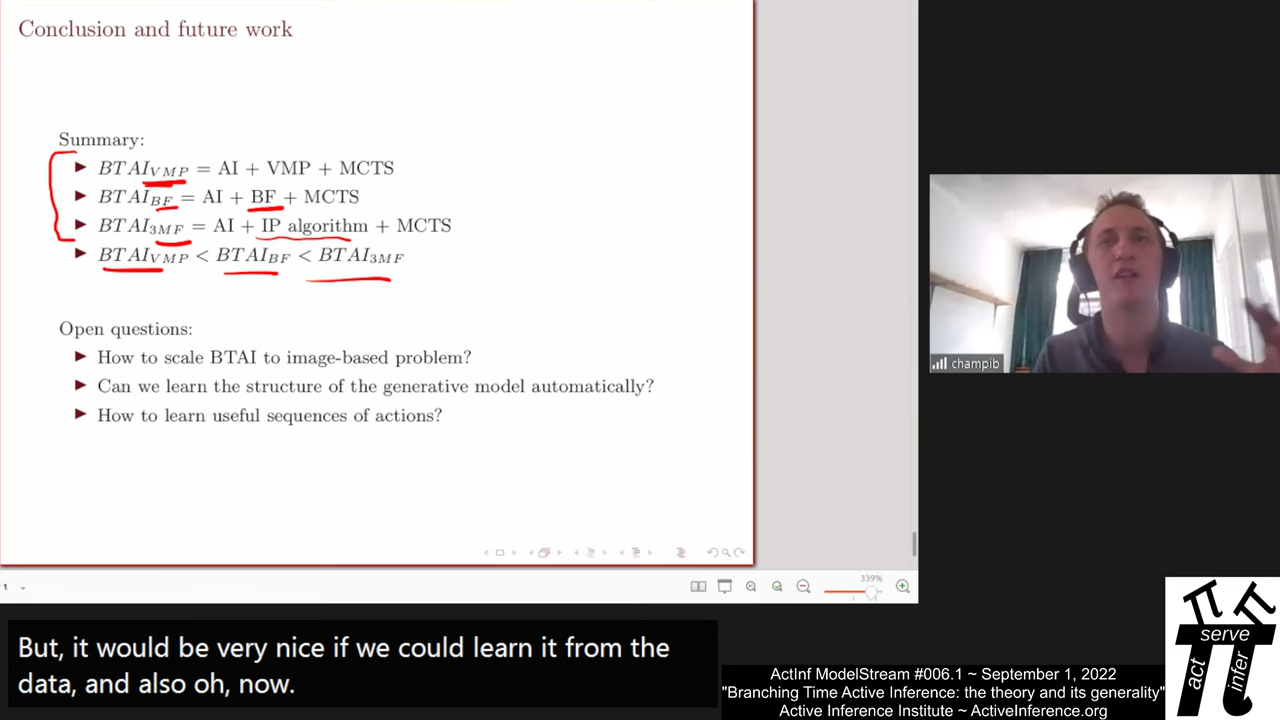 Conclusion and future work
Summary:
BTAI_VMP = AI + VMP + MCTS
BTAI_BF = AI + BF + MCTS
BTAI_3MF = AI + IP algorithm + MCTS
BTAI_VMP < BTAI_BF < BTAI_3MF
Open questions:
How to scale BTAI to image-based problem?
Can we learn the structure of the generative model automatically?
How to learn useful sequences of actions?
champib
1
339%
But, it would be very nice if we could learn it from the
data, and also oh, now.
ActInf ModelStream #006.1 ~ September 1, 2022
"Branching Time Active Inference: the theory and its generality"
Active Inference Institute ~ ActiveInference.org
serve
act
infer